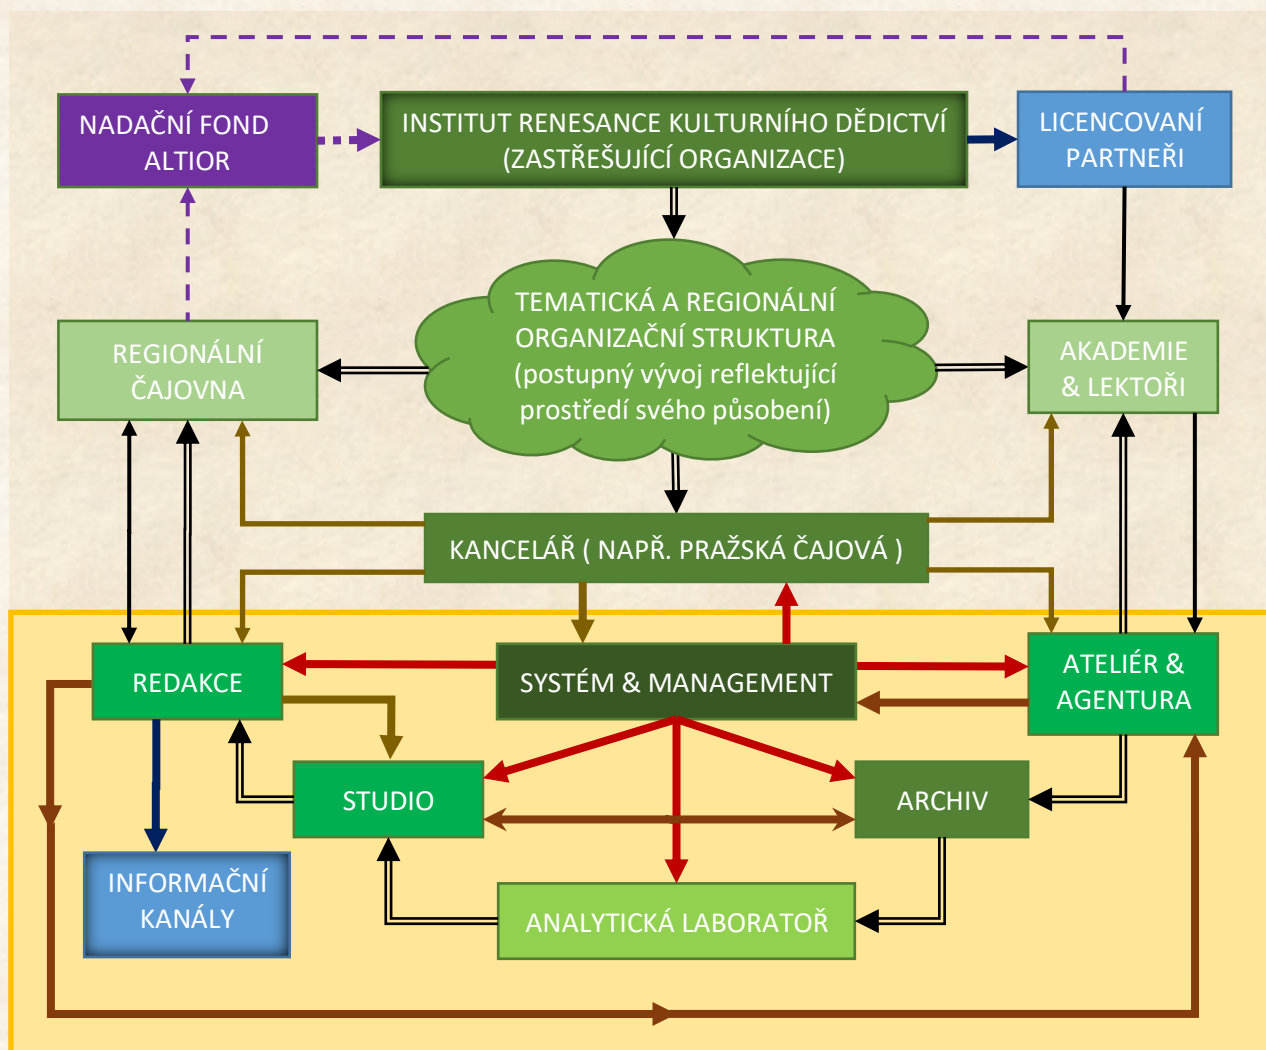 NADAČNÍ FOND
ALTIOR
INSTITUT RENESANCE KULTURNÍHO DĚDICTVÍ
(ZASTŘEŠUJÍCÍ ORGANIZACE)
LICENCOVANÍ
PARTNEŘI
TEMATICKÁ A REGIONÁLNÍ
ORGANIZAČNÍ STRUKTURA
(postupný vývoj reflektující
prostředí svého působení)
REGIONÁLNÍ
ČAJOVNA
AKADEMIE
& LEKTOŘI
KANCELÁŘ ( NAPŘ. PRAŽSKÁ ČAJOVÁ )
REDAKCE
SYSTÉM & MANAGEMENT
ATELIÉR &
AGENTURA
STUDIO
ARCHIV
INFORMAČNÍ
KANÁLY
ANALYTICKÁ LABORATOŘ